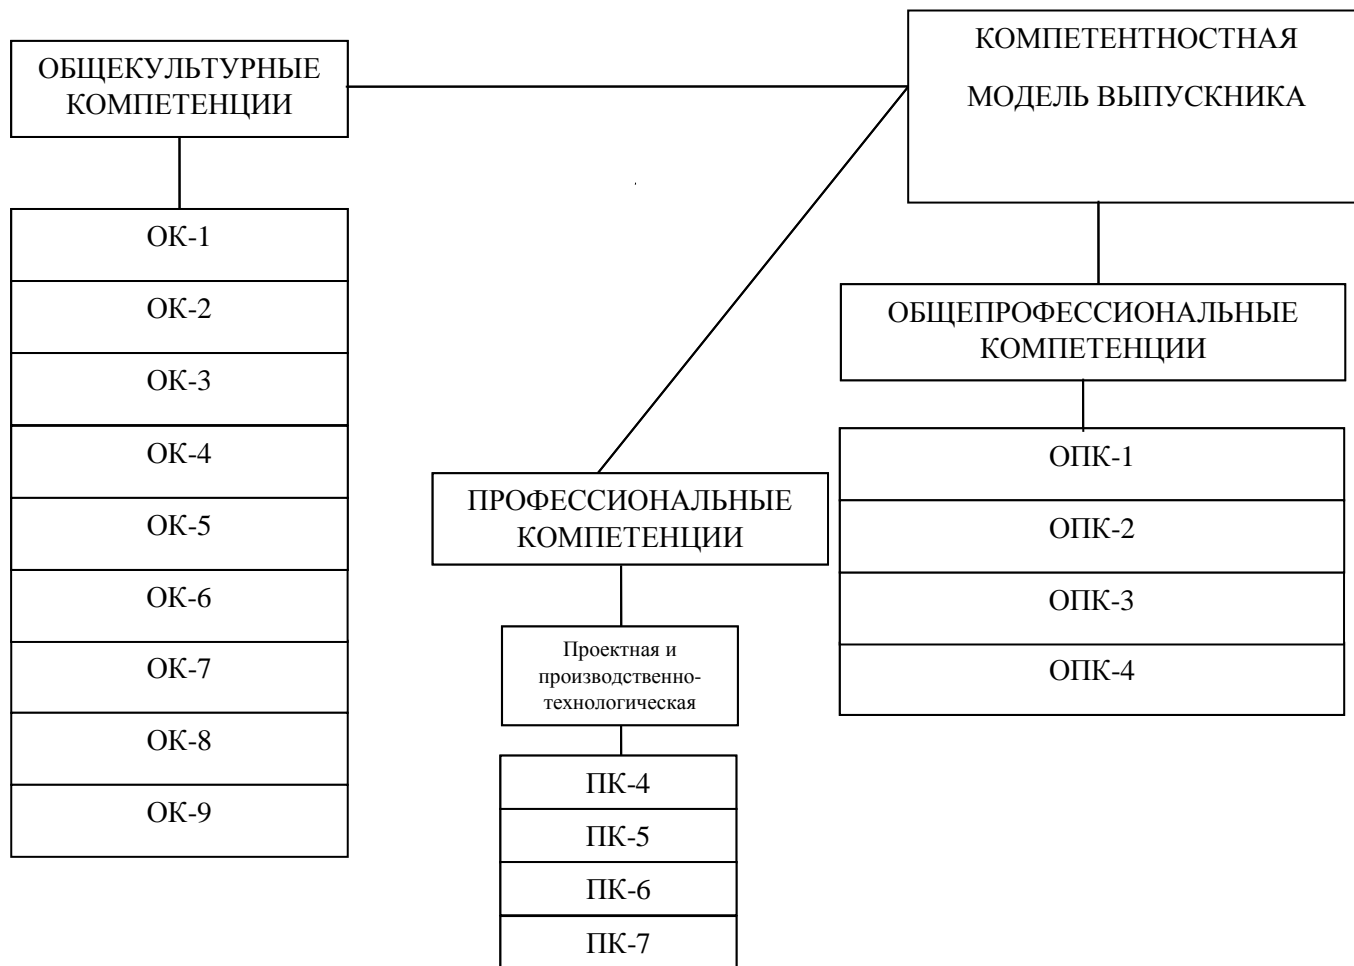 КОМПЕТЕНТНОСТНАЯ
МОДЕЛЬ ВЫПУСКНИКА
ОБЩЕКУЛЬТУРНЫЕ
КОМПЕТЕНЦИИ
ОК-1
ОК-2
ОК-3
ОК-4
ОК-5
ОК-6
ОК-7
ОК-8
ОК-9
ПРОФЕССИОНАЛЬНЫЕ
КОМПЕТЕНЦИИ
Проектная и
производственно-
технологическая
ПК-4
ПК-5
ПК-6
ПК-7
ОБЩЕПРОФЕССИОНАЛЬНЫЕ
КОМПЕТЕНЦИИ
ОПК-1
ОПК-2
ОПК-3
ОПК-4